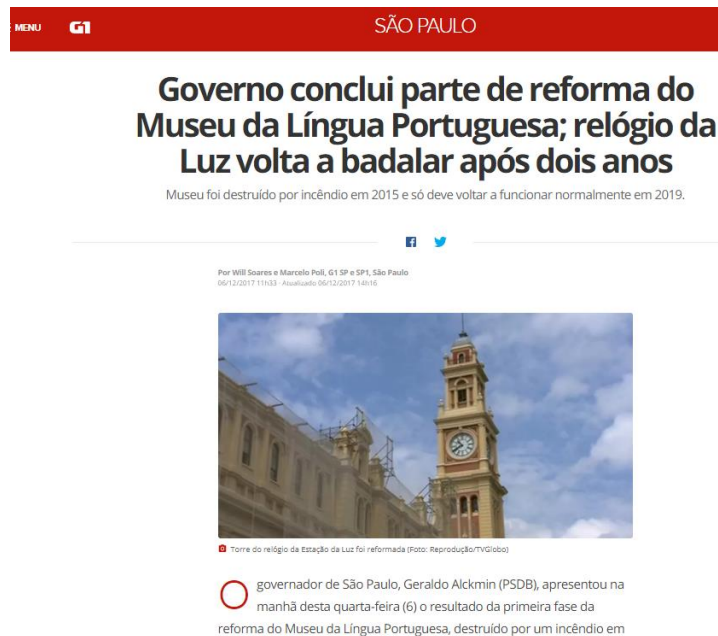 MENU
G1
SÃO PAULO
Governo conclui parte de reforma do
Museu da Língua Portuguesa; relógio da
Luz volta a badalar após dois anos
Museu foi destruído por incêndio em 2015 e só deve voltar a funcionar normalmente em 2019.
Por Will Soares e Marcelo Poli, G1 SP e SP1, São Paulo
06/12/2017 11h33 · Atualizado 06/12/2017 14h16
Torre do relógio da Estação da Luz foi reformada (Foto: Reprodução/TVGlobo)
O governador de São Paulo, Geraldo Alckmin (PSDB), apresentou na
manhã desta quarta-feira (6) o resultado da primeira fase da
reforma do Museu da Língua Portuguesa, destruído por um incêndio em